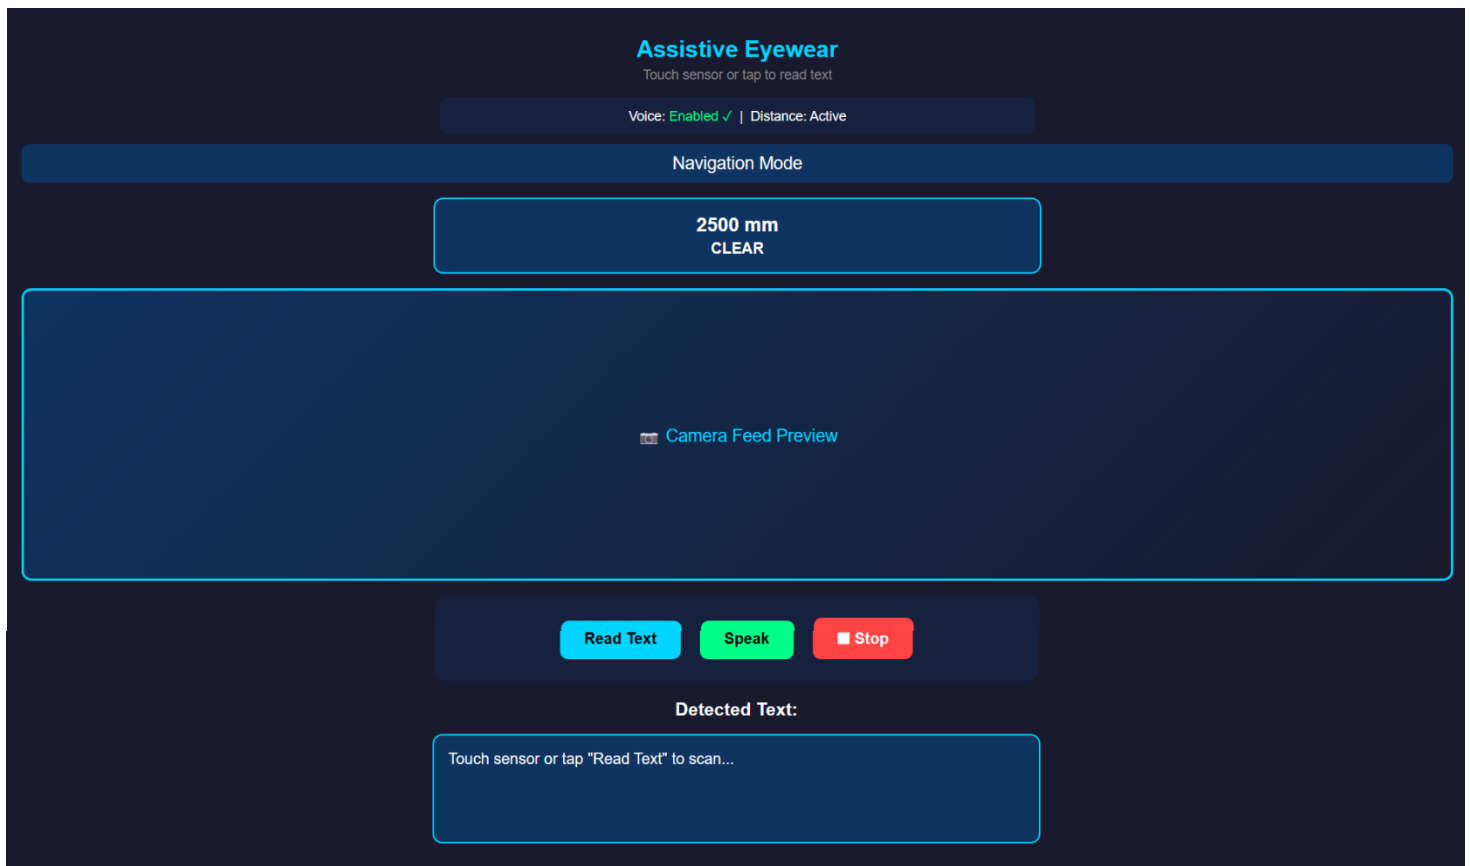 Assistive Eyewear
Touch sensor or tap to read text
Voice: Enabled ✓ | Distance: Active
Navigation Mode
2500 mm
CLEAR
📷 Camera Feed Preview
Read Text Speak ⏹ Stop
Detected Text:
Touch sensor or tap "Read Text" to scan...